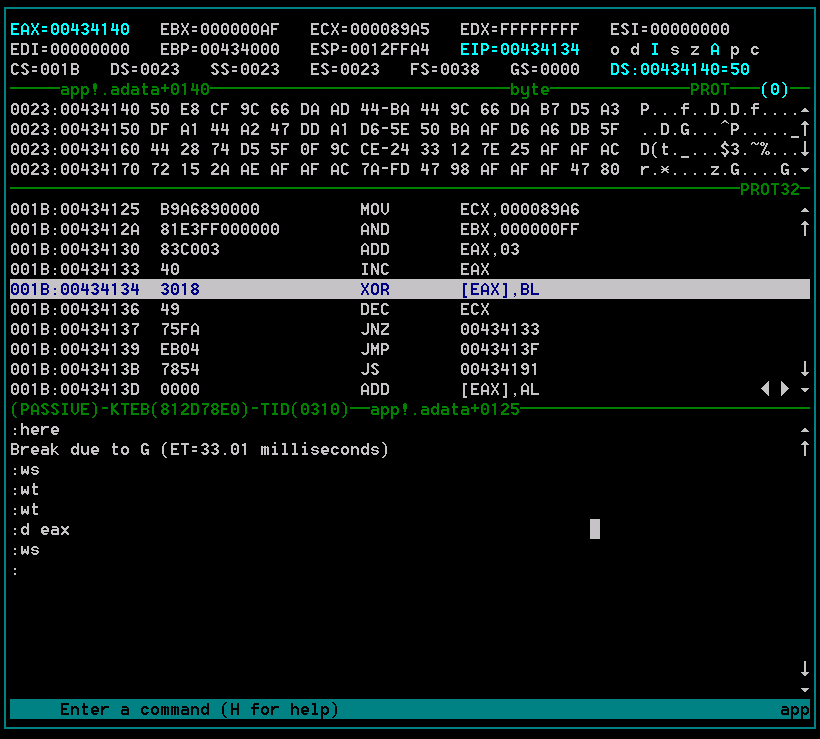 EAX=00434140 EBX=000000AF ECX=000089A5 EDX=FFFFFFFF ESI=00000000
EDI=00000000 EBP=00434000 ESP=0012FFA4 EIP=00434134 o d I s z A p c
CS=001B DS=0023 SS=0023 ES=0023 FS=0038 GS=0000 DS:00434140=50
app!.adata+0140 byte PROT (0)
0023:00434140 50 E8 CF 9C 66 DA AD 44-BA 44 9C 66 DA B7 D5 A3 P...f..D.D.f....
0023:00434150 DF A1 44 A2 47 DD A1 D6-5E 50 BA AF D6 A6 DB 5F ..D.G...^P....._
0023:00434160 44 28 74 D5 5F 0F 9C CE-24 33 12 7E 25 AF AF AC D(t._...$3.~%...
0023:00434170 72 15 2A AE AF AF AC 7A-FD 47 98 AF AF AF 47 80 r.*....z.G....G.
PROT32
001B:00434125 B9A6890000 MOV ECX,000089A6
001B:0043412A 81E3FF000000 AND EBX,000000FF
001B:00434130 83C003 ADD EAX,03
001B:00434133 40 INC EAX
001B:00434134 3018 XOR [EAX],BL
001B:00434136 49 DEC ECX
001B:00434137 75FA JNZ 00434133
001B:00434139 EB04 JMP 0043413F
001B:0043413B 7854 JS 00434191
001B:0043413D 0000 ADD [EAX],AL
(PASSIVE)-KTEB(812D78E0)-TID(0310)—app!.adata+0125
:here
Break due to G (ET=33.01 milliseconds)
:ws
:wt
:wt
:d eax
:ws
:
Enter a command (H for help) app